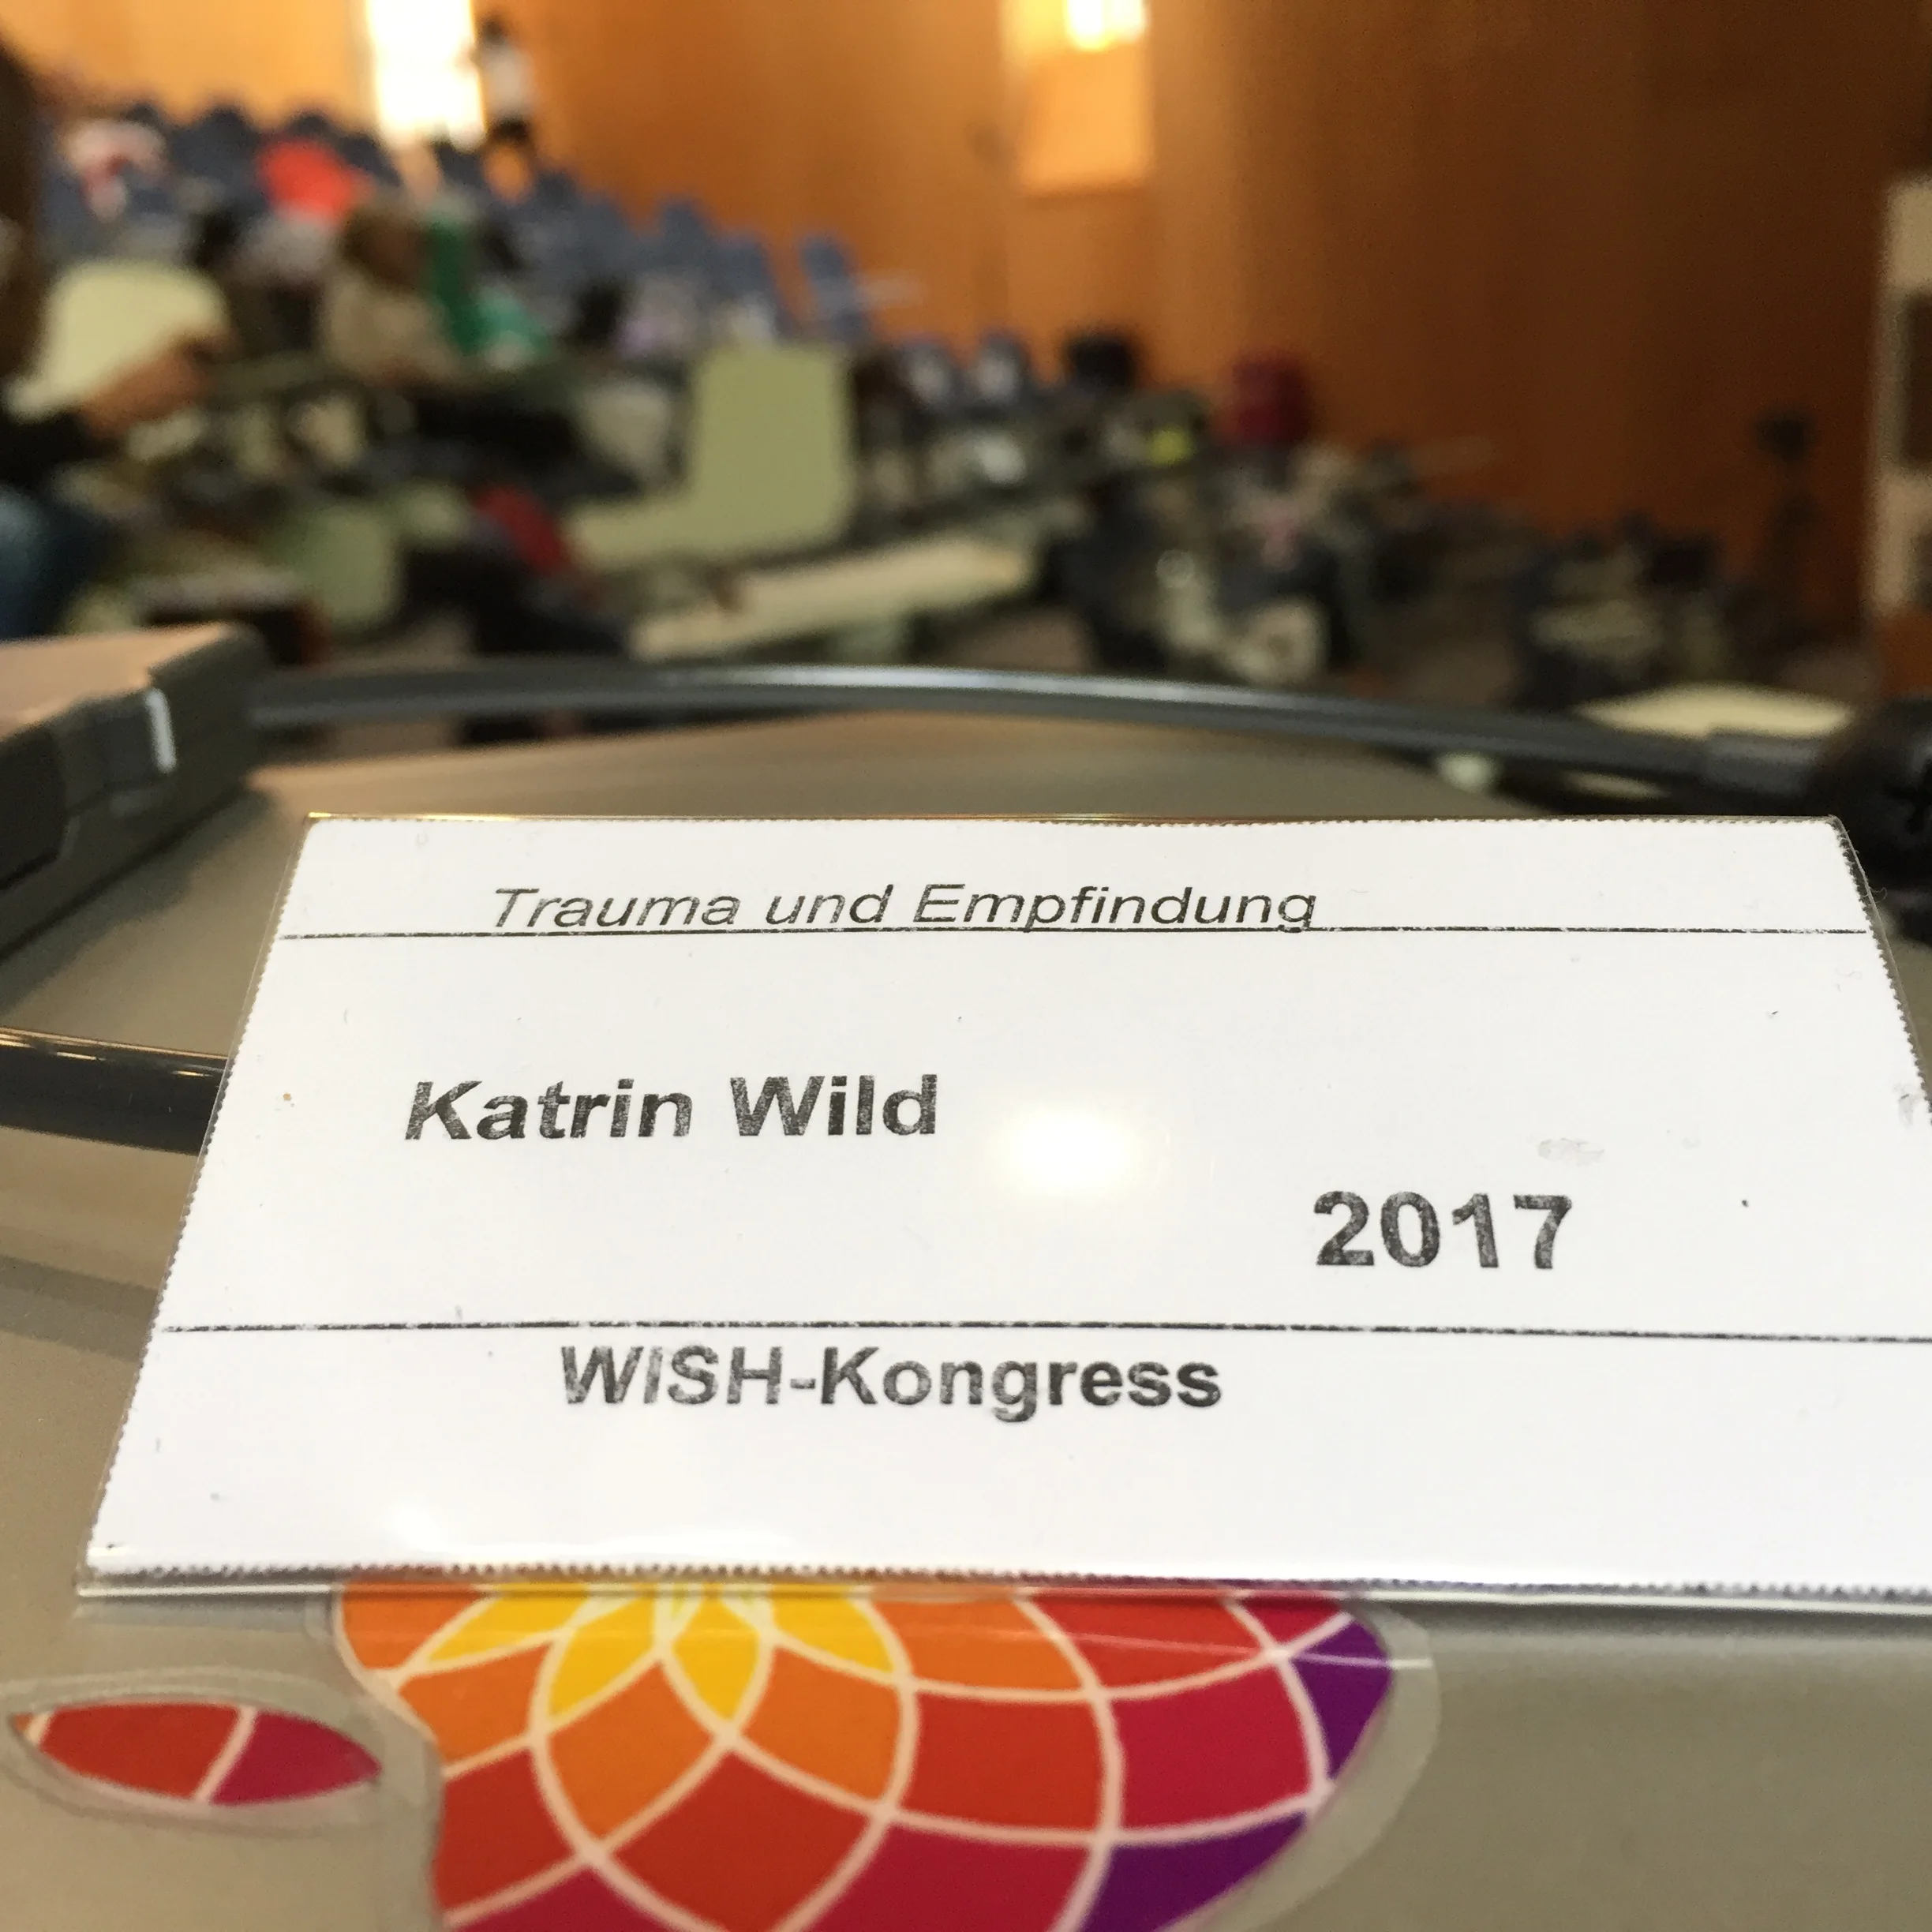 Trauma und Empfindung
Katrin Wild
2017
WISH-Kongress